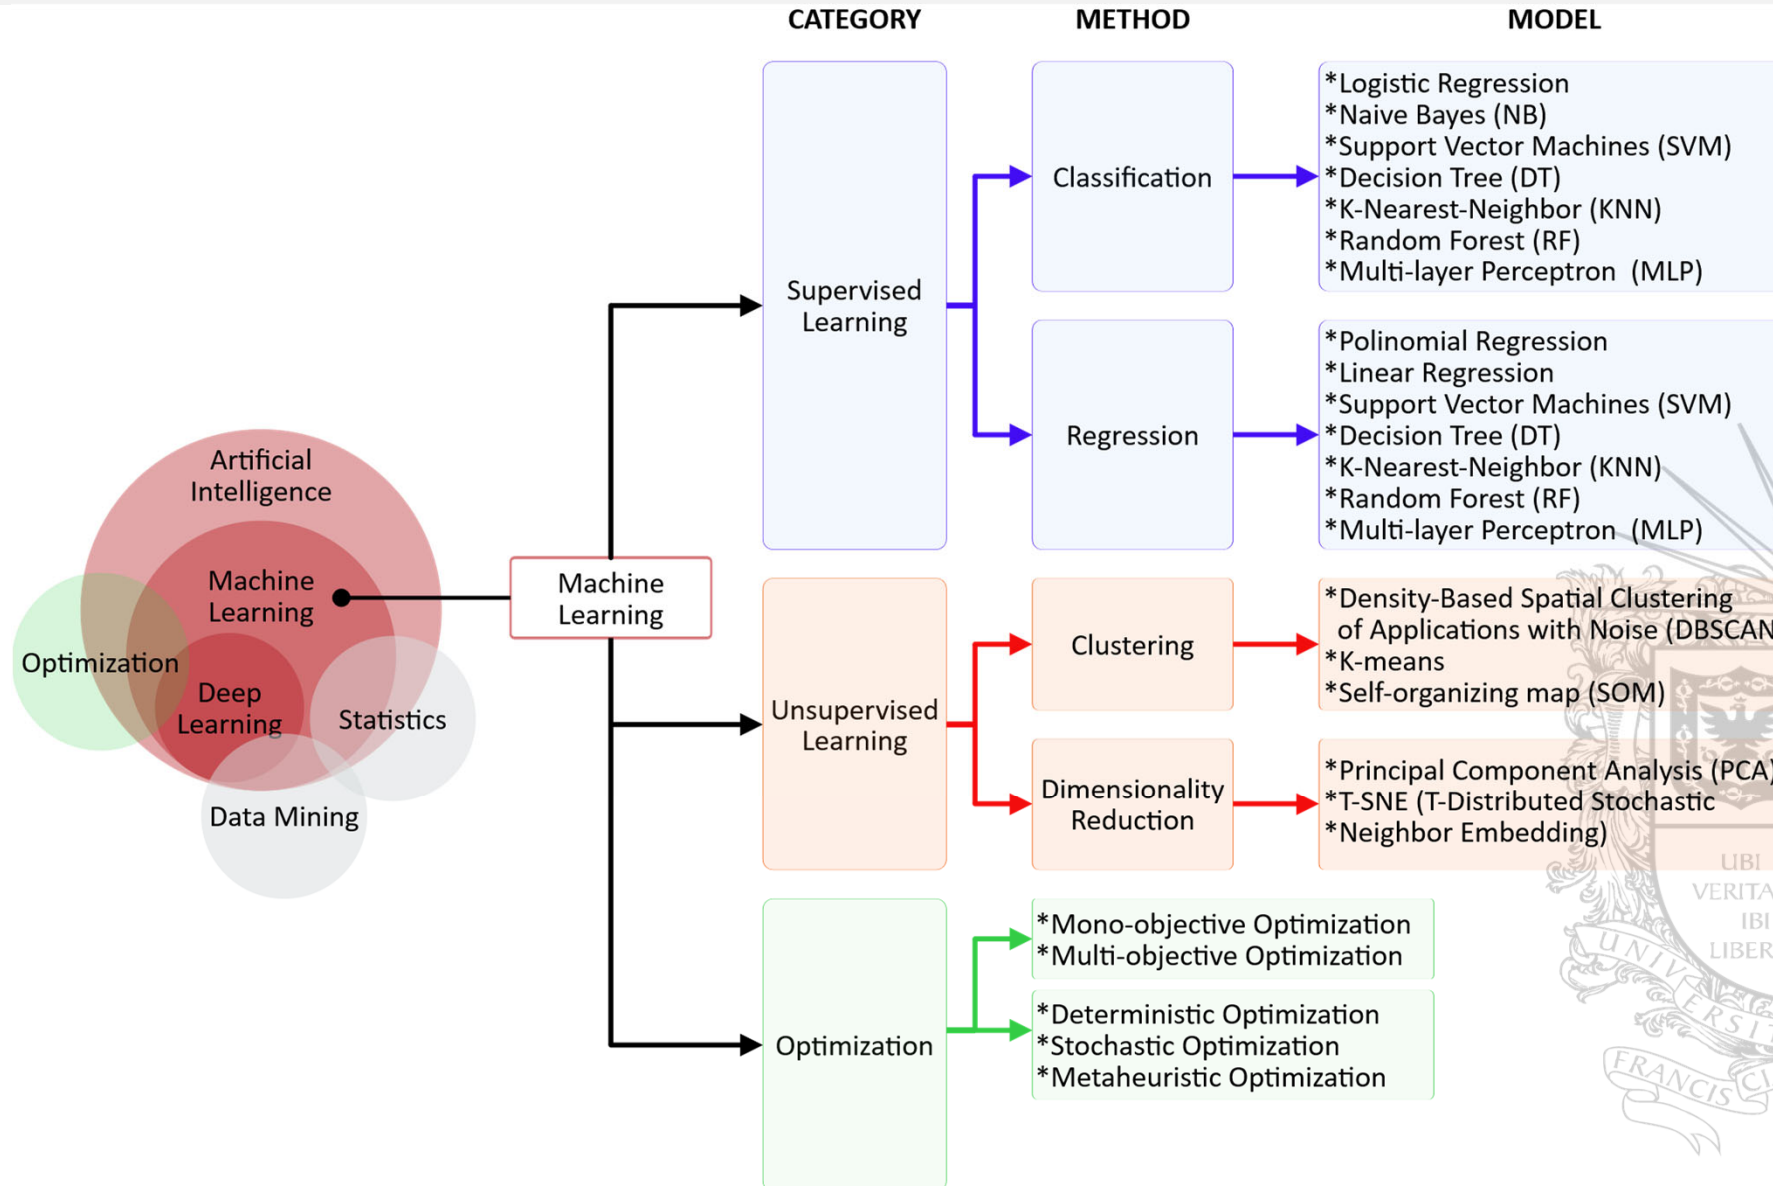 CATEGORY METHOD MODEL
Supervised
Learning
Classification
*Logistic Regression
*Naive Bayes (NB)
*Support Vector Machines (SVM)
*Decision Tree (DT)
*K-Nearest-Neighbor (KNN)
*Random Forest (RF)
*Multi-layer Perceptron (MLP)
Regression
*Polinomial Regression
*Linear Regression
*Support Vector Machines (SVM)
*Decision Tree (DT)
*K-Nearest-Neighbor (KNN)
*Random Forest (RF)
*Multi-layer Perceptron (MLP)
Artificial
Intelligence
Machine
Learning
Optimization
Deep
Learning
Statistics
Data Mining
Machine
Learning
Unsupervised
Learning
Clustering
*Density-Based Spatial Clustering
of Applications with Noise (DBSCAN
*K-means
*Self-organizing map (SOM)
Dimensionality
Reduction
*Principal Component Analysis (PCA)
*T-SNE (T-Distributed Stochastic
*Neighbor Embedding)
Optimization
*Mono-objective Optimization
*Multi-objective Optimization
*Deterministic Optimization
*Stochastic Optimization
*Metaheuristic Optimization
UBI
VERITA
IBI
LIBER
UNIVERSIT
FRANCIS CI